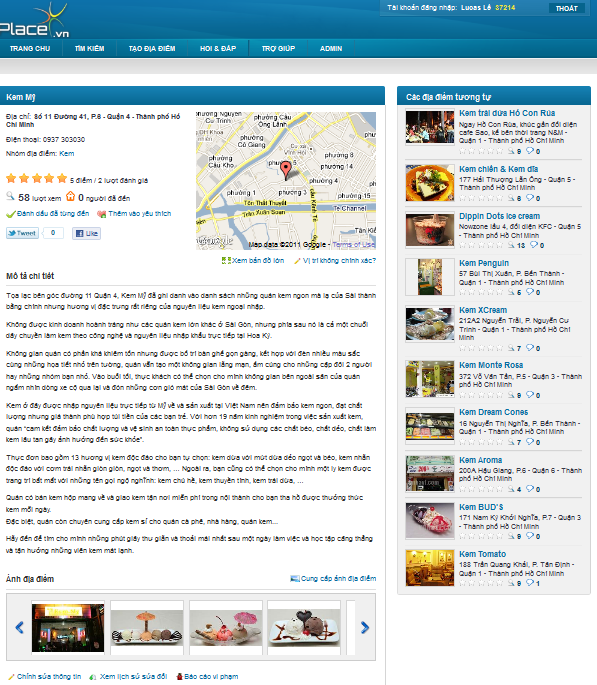 Place.vn
Tài khoản đăng nhập: Lucas Lê 37214
THOÁT
TRANG CHỦ
TÌM KIẾM
TẠO ĐỊA ĐIỂM
HỎI & ĐÁP
TRỢ GIÚP
ADMIN
Kem Mỹ
Địa chỉ: Số 11 Đường 41, P.6 - Quận 4 - Thành phố Hồ
Chí Minh
Điện thoại: 0937 303030
Nhóm địa điểm: Kem
5 điểm / 2 lượt đánh giá
58 lượt xem 0 người đã đến
Đánh dấu đã từng đến Thêm vào yêu thích
Tweet 0 Like
Nguyễn Công Trứ
phường 14
phường 9
phường 8
phường 5
phường 4
phường 1
phường 3
Tôn Thất Thuyết
Trần Xuân Soạn
Te Channel
Map data ©2011 Google - Terms of Use
Xem bản đồ lớn Vị trí không chính xác?
Mô tả chi tiết
Tọa lạc bên góc đường 11 Quận 4, Kem Mỹ đã ghi danh vào danh sách những quán kem ngon mà lạ của Sài thành
bằng chính nhưng hương vị đặc trưng rất riêng của nguyên liệu kem ngoại nhập.
Không được kinh doanh hoành tráng như các quán kem lớn khác ở Sài Gòn, nhưng phía sau nó là cả một chuỗi
dây chuyền làm kem theo công nghệ và nguyên liệu nhập khẩu trực tiếp tại Hoa Kỳ.
Không gian quán có phần khá khiêm tốn nhưng được bố trí bàn ghế gọn gàng, kết hợp với đèn nhiều màu sắc
cùng những họa tiết nhỏ trên tường, quán vẫn tạo một không gian lãng mạn, ấm cúng cho những cặp đôi 2 người
hay những nhóm bạn nhỏ. Vào buổi tối, thực khách có thể chọn cho mình không gian bên ngoài sân của quán
ngắm nhìn dòng xe cộ qua lại và đón những cơn gió mát của Sài Gòn về đêm.
Kem ở đây được nhập nguyên liệu trực tiếp từ Mỹ về và sản xuất tại Việt Nam nên đảm bảo kem ngon, đạt chất
lượng nhưng giá thành phù hợp túi tiền của các bạn trẻ. Với hơn 19 năm kinh nghiệm trong việc sản xuất kem,
quán “cam kết đảm bảo chất lượng và vệ sinh an toàn thực phẩm, không sử dụng các chất béo, chất dẻo, chất làm
kem lâu tan gây ảnh hưởng đến sức khỏe”.
Thực đơn bao gồm 13 hương vị kem độc đáo cho bạn tự chọn: kem dừa với mứt dừa dẻo ngọt và béo, kem nhãn
độc đáo với cơm trái nhãn giòn giòn, ngọt và thơm, ... Ngoài ra, bạn cũng có thể chọn cho mình một ly kem được
trang trí bắt mắt với những tên gọi ngộ nghĩnh: kem chú hề, kem thuyền tình, kem trái dừa, ...
Quán có bán kem hộp mang về và giao kem tận nơi miễn phí trong nội thành cho bạn tha hồ được thưởng thức
kem mỗi ngày.
Đặc biệt, quán còn chuyên cung cấp kem sỉ cho quán cà phê, nhà hàng, quán kem...
Hãy đến để tìm cho mình những phút giây thư giãn và thoải mái nhất sau một ngày làm việc và học tập căng thẳng
và tận hưởng những viên kem mát lạnh.
Ảnh địa điểm
Cung cấp ảnh địa điểm
Chỉnh sửa thông tin Xem lịch sử sửa đổi Báo cáo vi phạm
Các địa điểm tương tự
Kem trái dừa Hồ Con Rùa
Ngay Hồ Con Rùa, khúc gần đối diện
cafe Sao, kế bên thời trang N&M -
Quận 1 - Thành phố Hồ Chí Minh
9 0
Kem chiên & Kem dĩa
177 Hải Thượng Lãn Ông - Quận 5 -
Thành phố Hồ Chí Minh
6 0
Dippin Dots ice cream
Nowzone lầu 4, đối diện KFC - Quận 5
- Thành phố Hồ Chí Minh
18 0
Kem Penguin
57 Bùi Thị Xuân, P. Bến Thành -
Quận 1 - Thành phố Hồ Chí Minh
5 0
Kem XCream
212A2 Nguyễn Trãi, P. Nguyễn Cư
Trinh - Quận 1 - Thành phố Hồ Chí
Minh
7 0
Kem Monte Rosa
372 Võ Văn Tần, P.5 - Quận 3 - Thành
phố Hồ Chí Minh
9 0
Kem Dream Cones
16 Nguyễn Thị Nghĩa, P. Bến Thành -
Quận 1 - Thành phố Hồ Chí Minh
7 0
Kem Aroma
200A Hậu Giang, P.6 - Quận 6 - Thành
phố Hồ Chí Minh
4 0
Kem BUD'S
171 Nam Kỳ Khởi Nghĩa, P.7 - Quận 3
- Thành phố Hồ Chí Minh
9 0
Kem Tomato
188 Trần Quang Khải, P. Tân Định -
Quận 1 - Thành phố Hồ Chí Minh
9 1